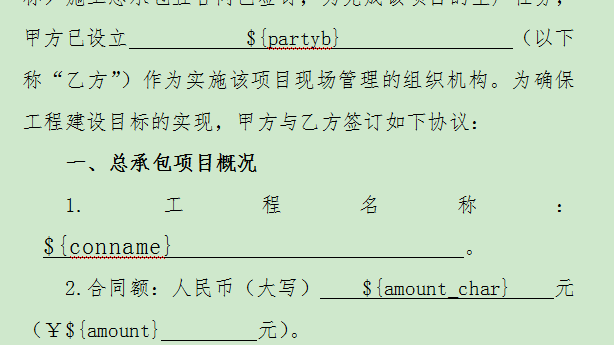 甲方已设立 ${partyb} （以下
称“乙方”）作为实施该项目现场管理的组织机构。为确保
工程建设目标的实现，甲方与乙方签订如下协议：
一、总承包项目概况
1. 工程名称：
${conname} 。
2.合同额：人民币（大写） ${amount_char} 元
（￥${amount} 元）。